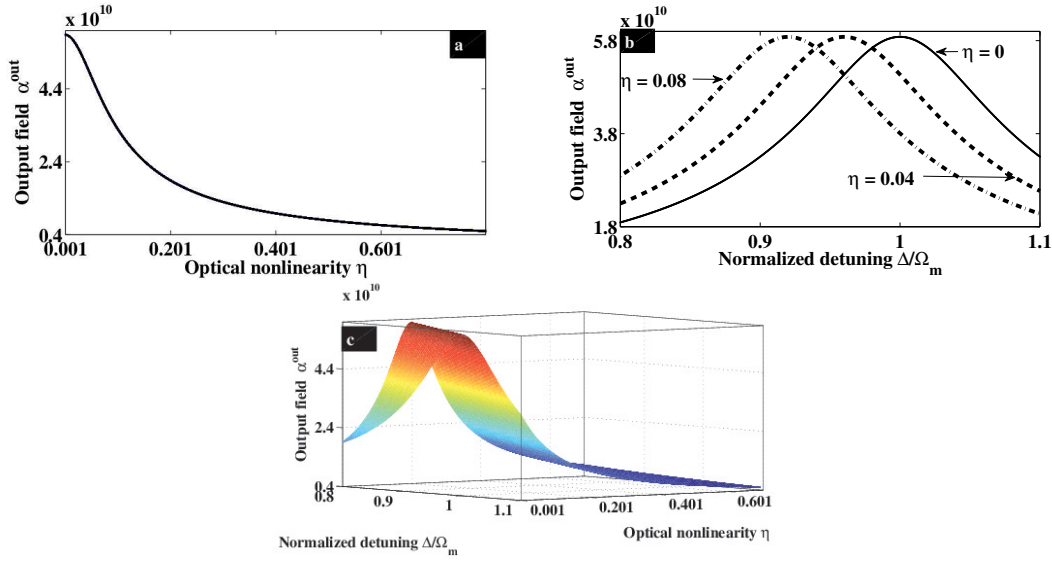 x 10^10
a
Output field α^out
4.4
2.4
0.4
0.001
0.201
0.401
0.601
Optical nonlinearity η
x 10^10
b
Output field α^out
5.8
3.8
1.8
η = 0
η = 0.08
η = 0.04
0.8
0.9
1
1.1
Normalized detuning Δ/Ω_m
x 10^10
c
Output field α^out
4.4
2.4
0.4
0.8
0.9
1
1.1
0.001
0.201
0.401
0.601
Normalized detuning Δ/Ω_m
Optical nonlinearity η